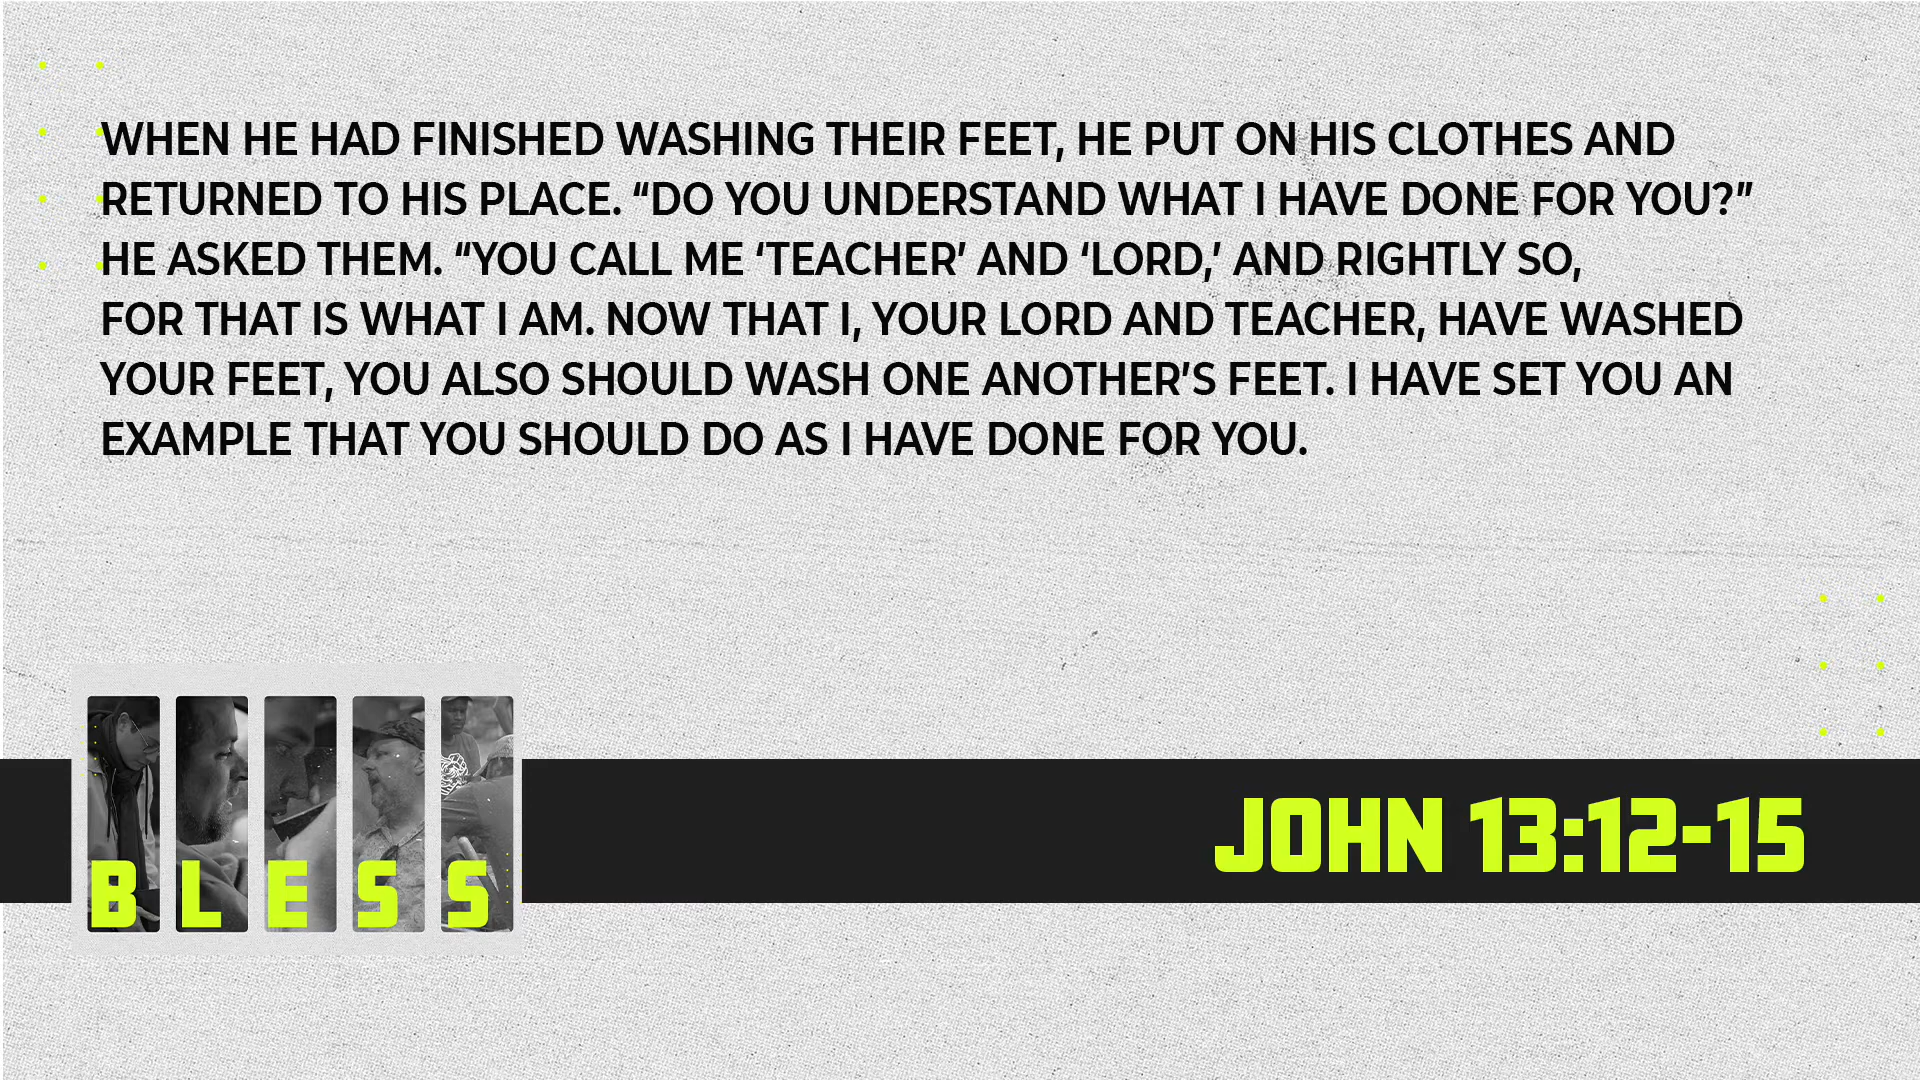 WHEN HE HAD FINISHED WASHING THEIR FEET, HE PUT ON HIS CLOTHES AND
RETURNED TO HIS PLACE. “DO YOU UNDERSTAND WHAT I HAVE DONE FOR YOU?”
HE ASKED THEM. “YOU CALL ME ‘TEACHER’ AND ‘LORD,’ AND RIGHTLY SO,
FOR THAT IS WHAT I AM. NOW THAT I, YOUR LORD AND TEACHER, HAVE WASHED
YOUR FEET, YOU ALSO SHOULD WASH ONE ANOTHER’S FEET. I HAVE SET YOU AN
EXAMPLE THAT YOU SHOULD DO AS I HAVE DONE FOR YOU.
JOHN 13:12-15
BLESS